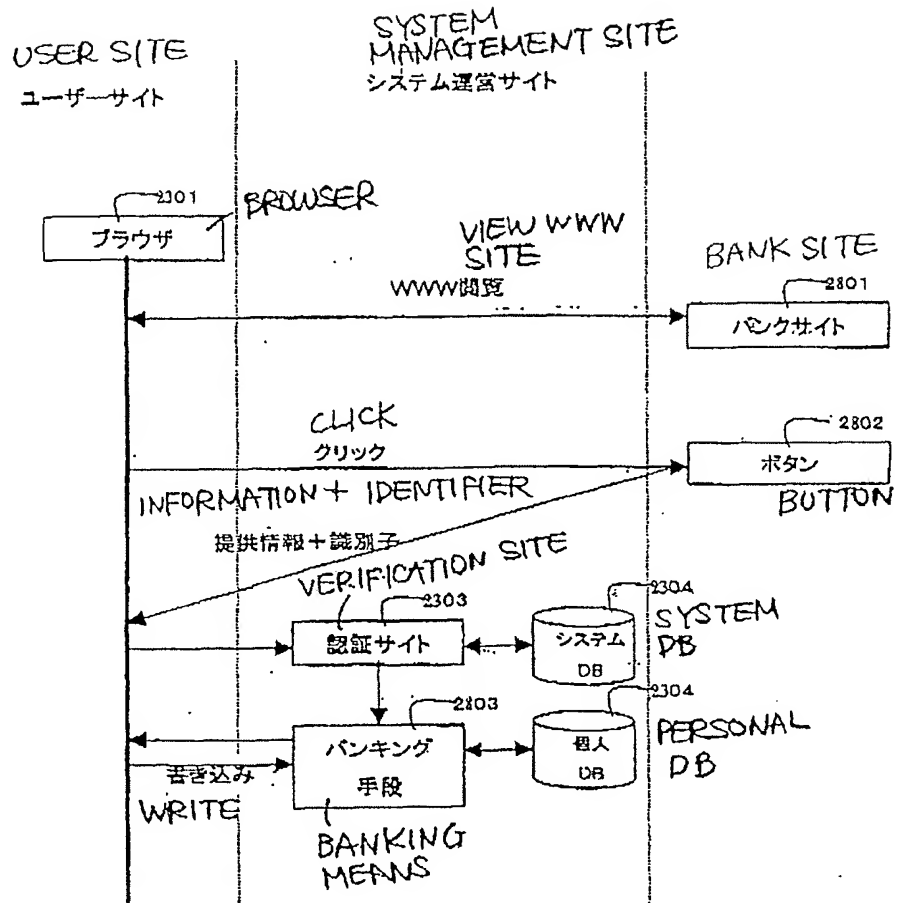 USER SITE
ユーザーサイト
SYSTEM
MANAGEMENT SITE
システム運営サイト
2301
BROWSER
ブラウザ
VIEW WWW
SITE
WWW閲覧
BANK SITE
2801
バンクサイト
CLICK
クリック
2802
ボタン
BUTTON
INFORMATION + IDENTIFIER
提供情報+識別子
VERIFICATION SITE
2303
認証サイト
2304
システム
DB
SYSTEM
DB
2803
バンキング
手段
2304
個人
DB
PERSONAL
DB
書き込み
WRITE
BANKING
MEANS